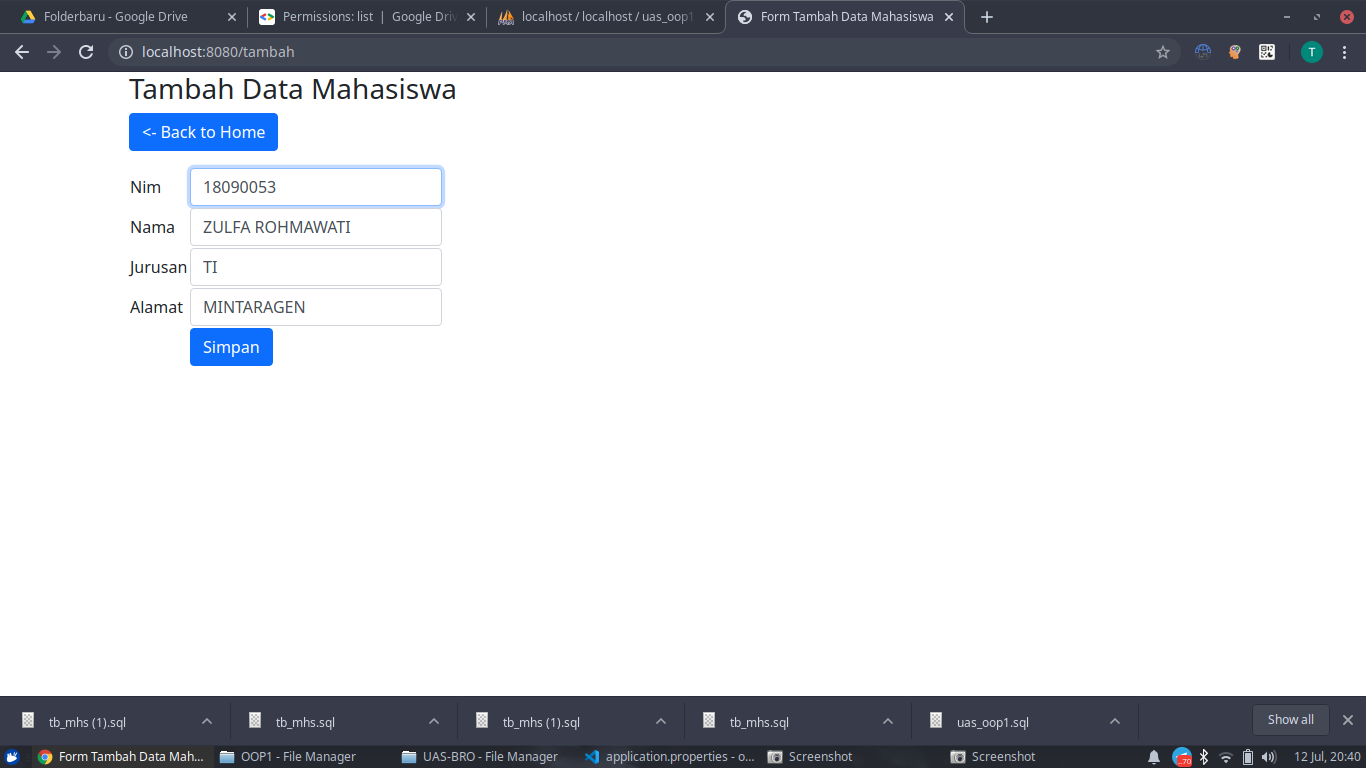 Folderbaru - Google Drive
Permissions: list | Google Driv
localhost / localhost / uas_oop1
Form Tambah Data Mahasiswa
localhost:8080/tambah
T
Tambah Data Mahasiswa
<- Back to Home
Nim 18090053
Nama ZULFA ROHMAWATI
Jurusan TI
Alamat MINTARAGEN
Simpan
tb_mhs (1).sql
tb_mhs.sql
tb_mhs (1).sql
tb_mhs.sql
uas_oop1.sql
Show all
Form Tambah Data Mah...
OOP1 - File Manager
UAS-BRO - File Manager
application.properties - o...
Screenshot
Screenshot
12 Jul, 20:40